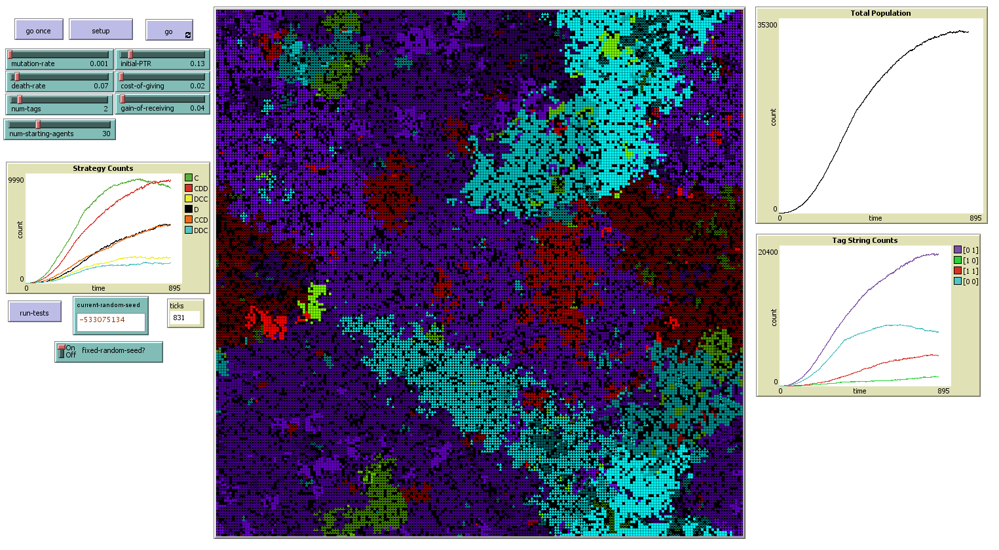 go once
setup
go
mutation-rate 0.001
initial-PTR 0.13
death-rate 0.07
cost-of-giving 0.02
num-tags 2
gain-of-receiving 0.04
num-starting-agents 30
Strategy Counts
9990
count
0
0
time
895
C
CDD
DCC
D
CCD
DDC
run-tests
current-random-seed
-533075134
ticks
831
On
Off
fixed-random-seed?
Total Population
35300
count
0
0
time
895
Tag String Counts
20400
count
0
0
time
895
[0 1]
[1 0]
[1 1]
[0 0]